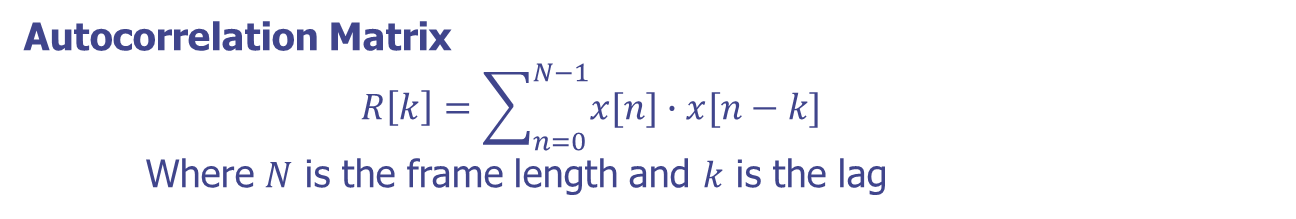 Autocorrelation Matrix
R[k] = ∑_{n=0}^{N−1} x[n] · x[n − k]
Where N is the frame length and k is the lag